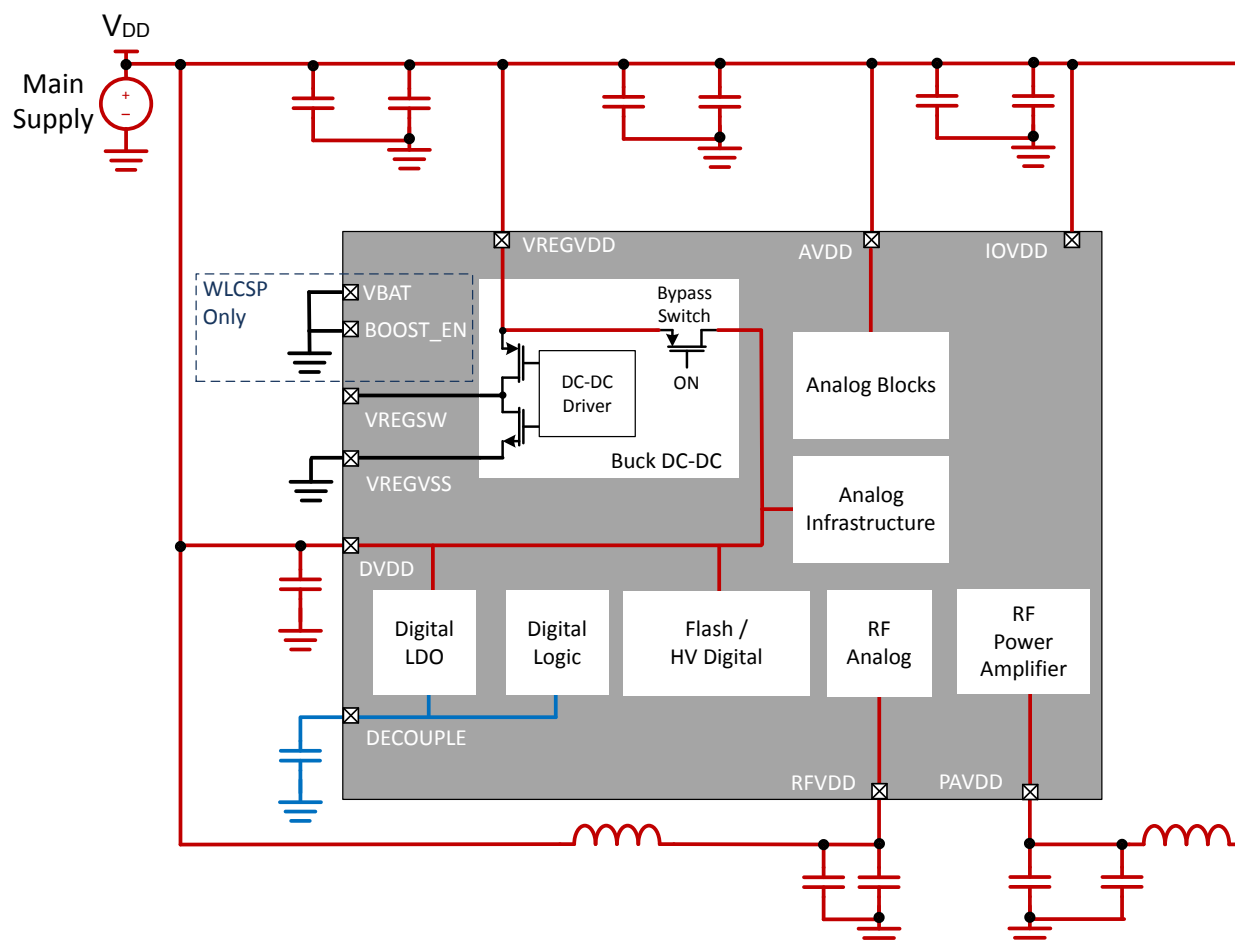 VDD
Main
Supply
+
−
VREGVDD
AVDD
IOVDD
WLCSP
Only
VBAT
BOOST_EN
Bypass
Switch
ON
DC-DC
Driver
Buck DC-DC
VREGSW
VREGVSS
Analog Blocks
Analog
Infrastructure
DVDD
Digital
LDO
Digital
Logic
Flash /
HV Digital
RF
Analog
RF
Power
Amplifier
DECOUPLE
RFVDD
PAVDD